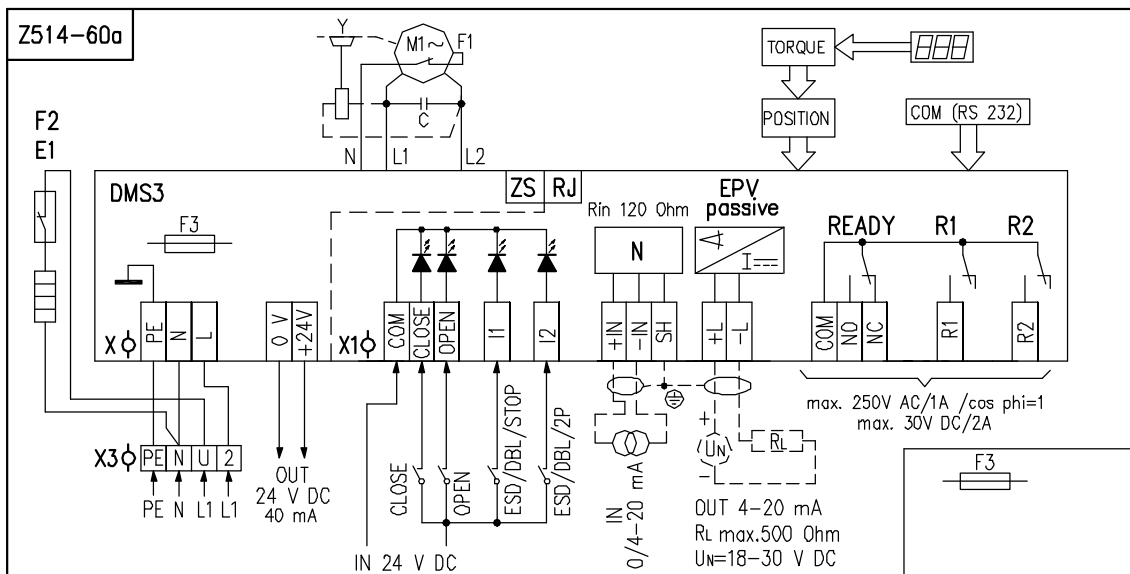 Z514-60a
Y
M1~
F1
C
N
L1
L2
TORQUE
POSITION
COM (RS 232)
F2
E1
DMS3
F3
ZS
RJ
Rin 120 Ohm
EPV
passive
N
I
READY
R1
R2
X
PE
N
L
0 V
+24V
X1
COM
CLOSE
OPEN
I1
I2
+IN
-IN
SH
+L
-L
COM
NO
NC
R1
R2
max. 250V AC/1A /cos phi=1
max. 30V DC/2A
X3
PE
N
U
2
PE
N
L1
L1
OUT
24 V DC
40 mA
CLOSE
OPEN
ESD/DBL/STOP
ESD/DBL/2P
IN 24 V DC
IN
0/4-20 mA
+
UN
-
RL
OUT 4-20 mA
RL max.500 Ohm
UN=18-30 V DC
F3